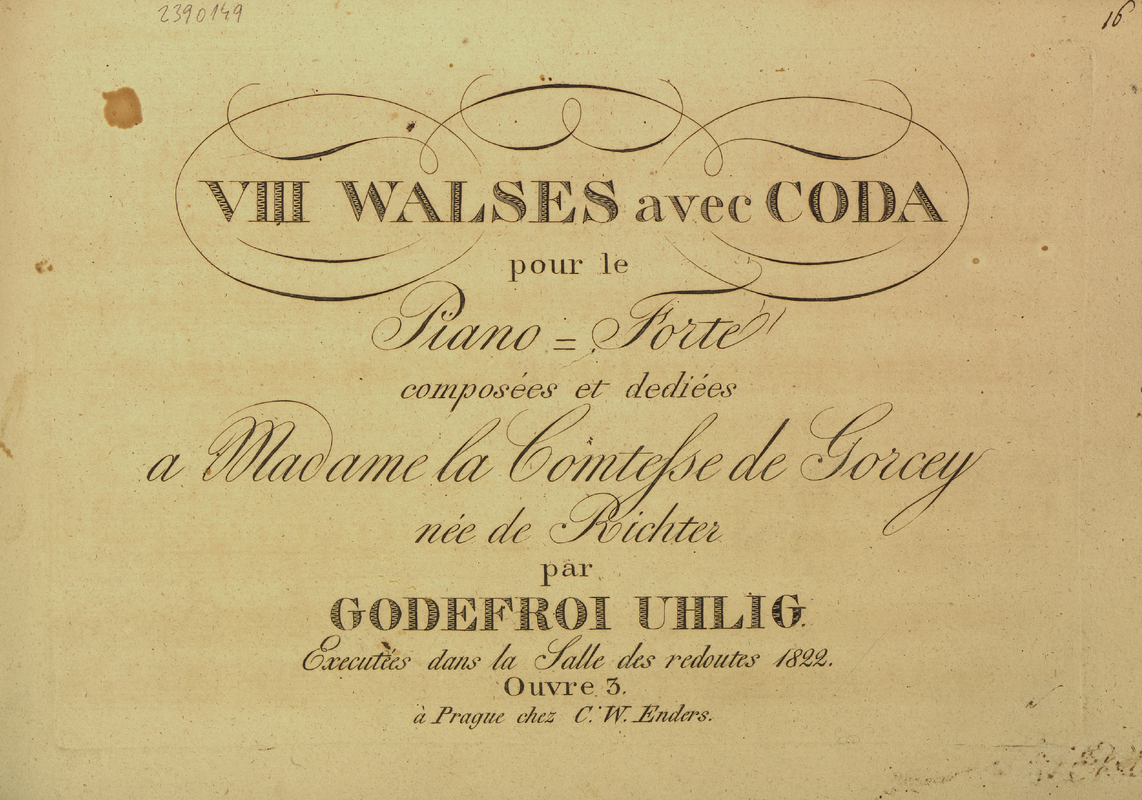 2390149
16
VIII WALSES avec CODA
pour le
Piano = Forte
composées et dediées
a Madame la Comtesse de Gorcey
née de Richter
par
GODEFROI UHLIG.
Executées dans la Salle des redoutes 1822.
Ouvre 3.
à Prague chez C. W. Enders.